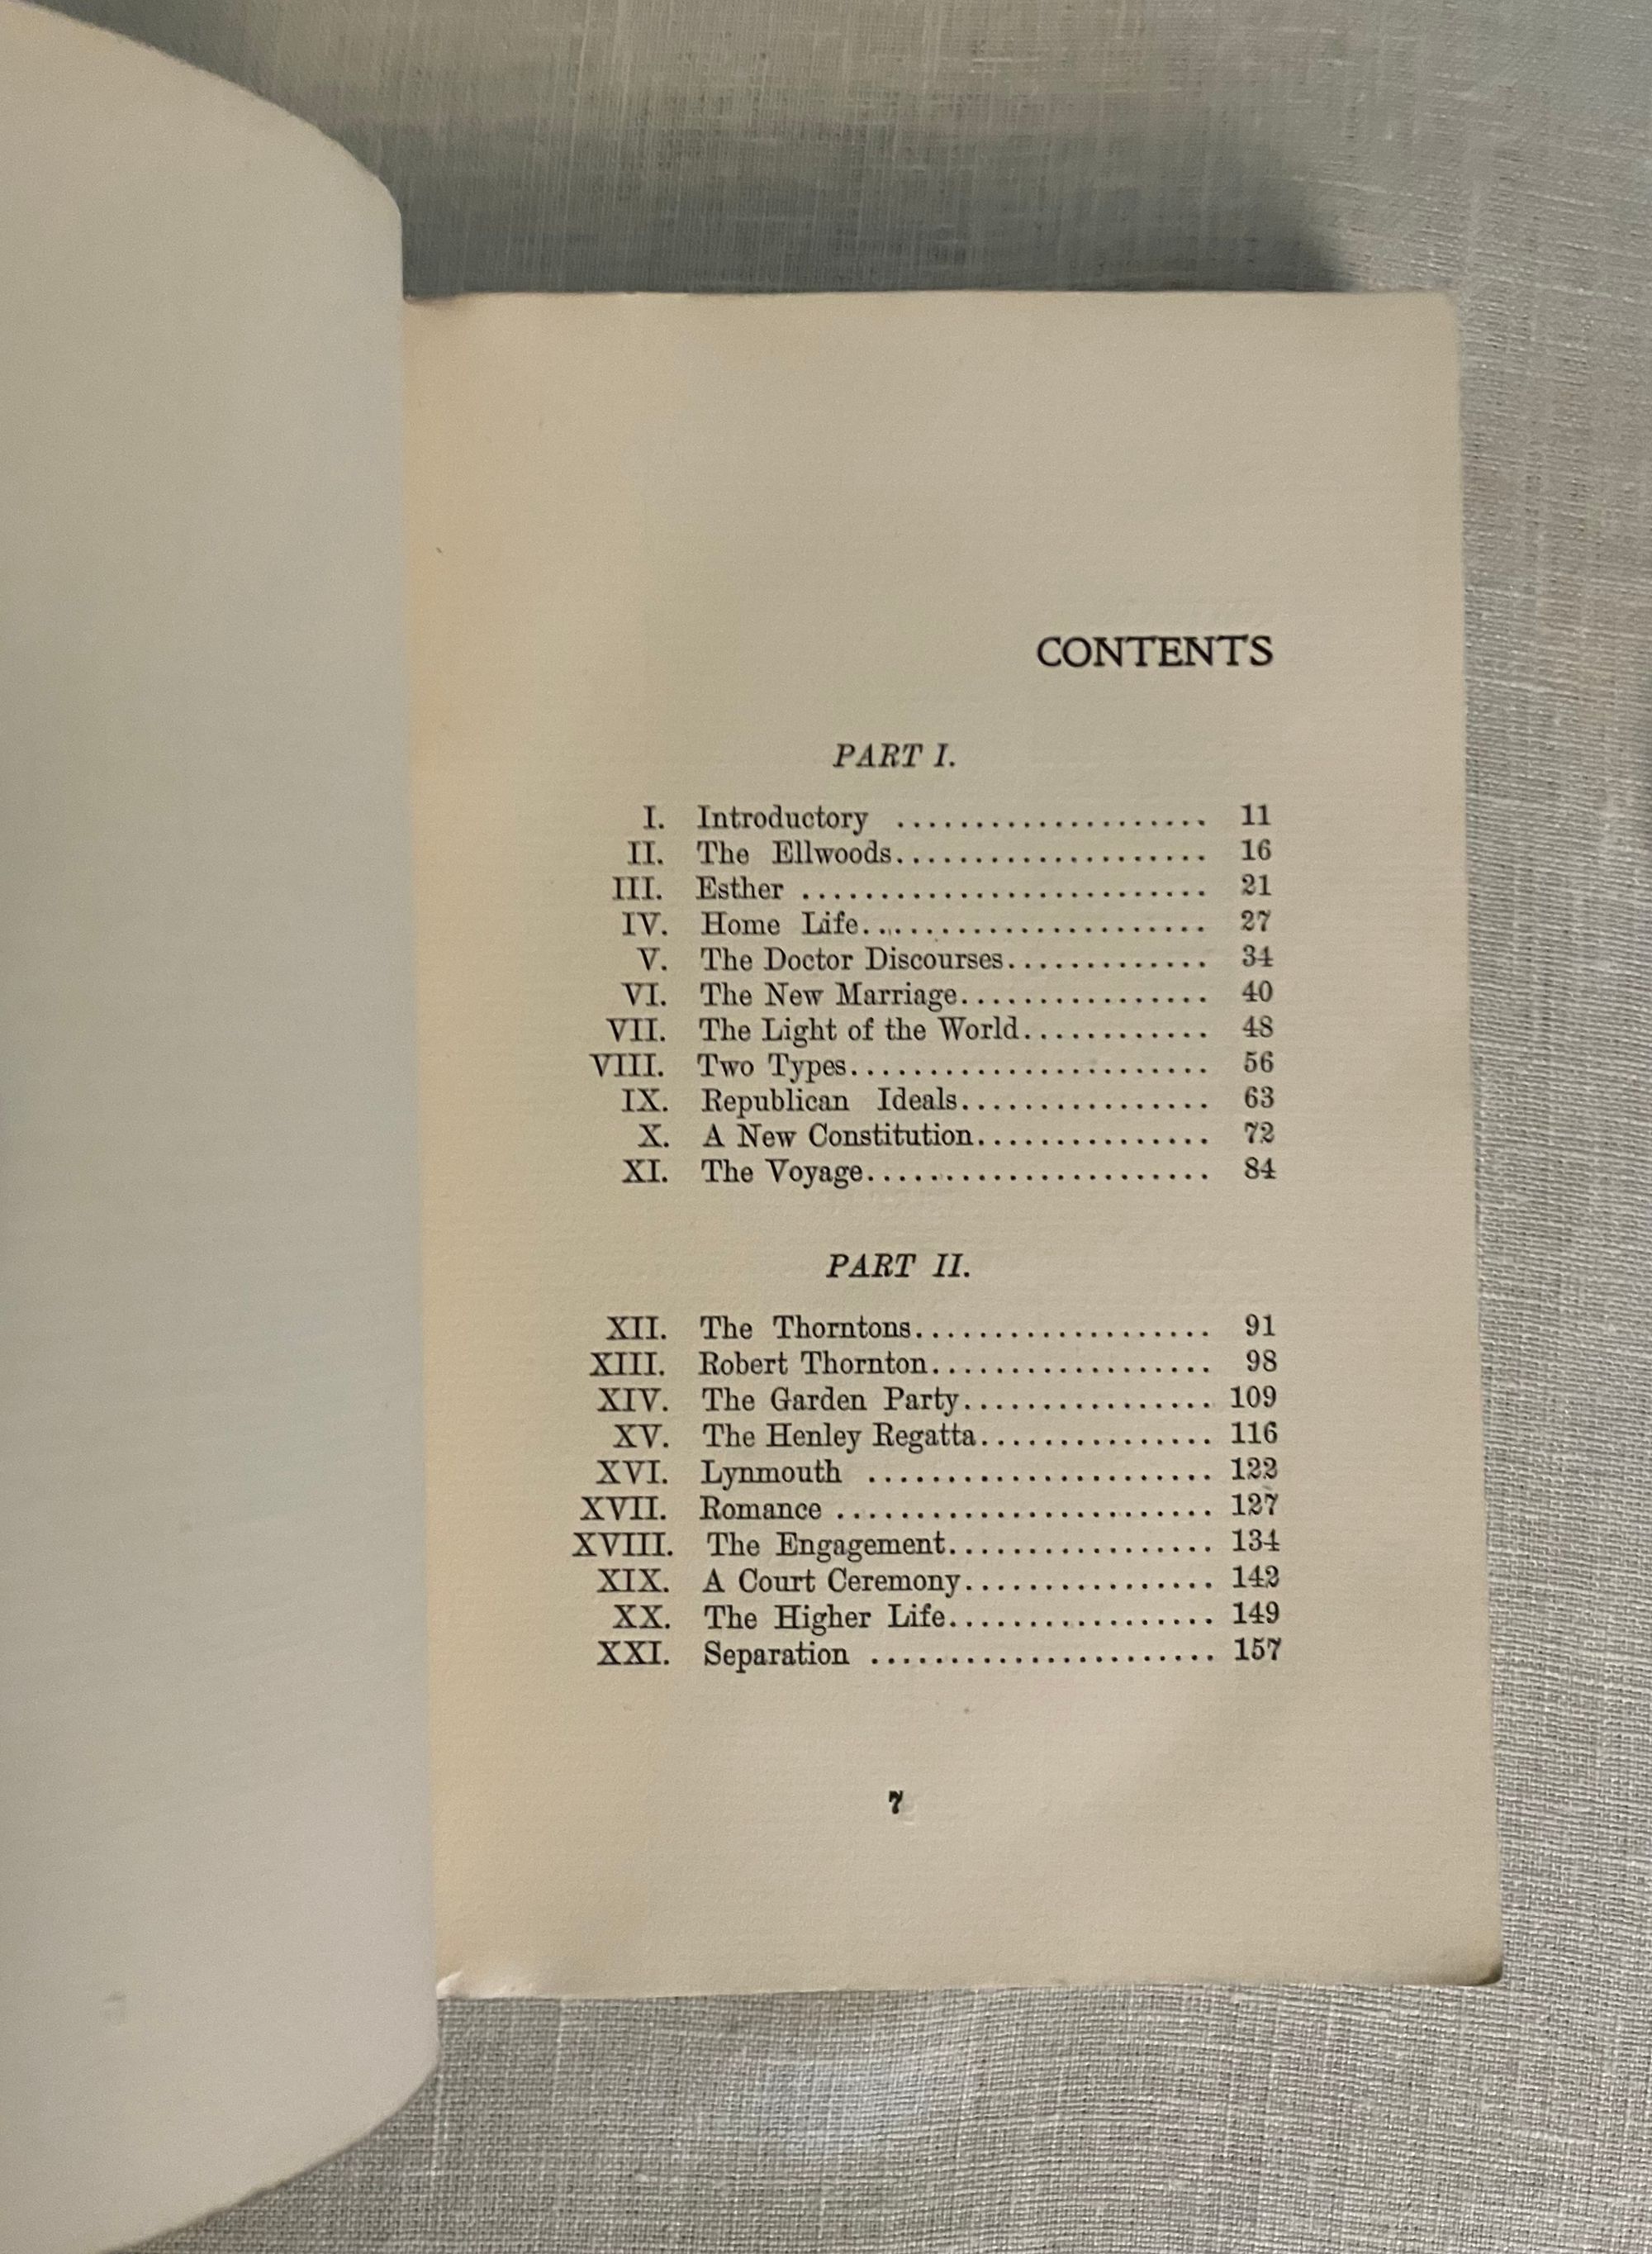 CONTENTS
PART I.
I. Introductory .................... 11
II. The Ellwoods.................... 16
III. Esther .......................... 21
IV. Home Life...................... 27
V. The Doctor Discourses............. 34
VI. The New Marriage................ 40
VII. The Light of the World............ 48
VIII. Two Types....................... 56
IX. Republican Ideals................ 63
X. A New Constitution............... 72
XI. The Voyage...................... 84
PART II.
XII. The Thorntons................... 91
XIII. Robert Thornton.................. 98
XIV. The Garden Party................ 109
XV. The Henley Regatta............... 116
XVI. Lynmouth ...................... 122
XVII. Romance ........................ 127
XVIII. The Engagement................. 134
XIX. A Court Ceremony................ 142
XX. The Higher Life................. 149
XXI. Separation ...................... 157
7